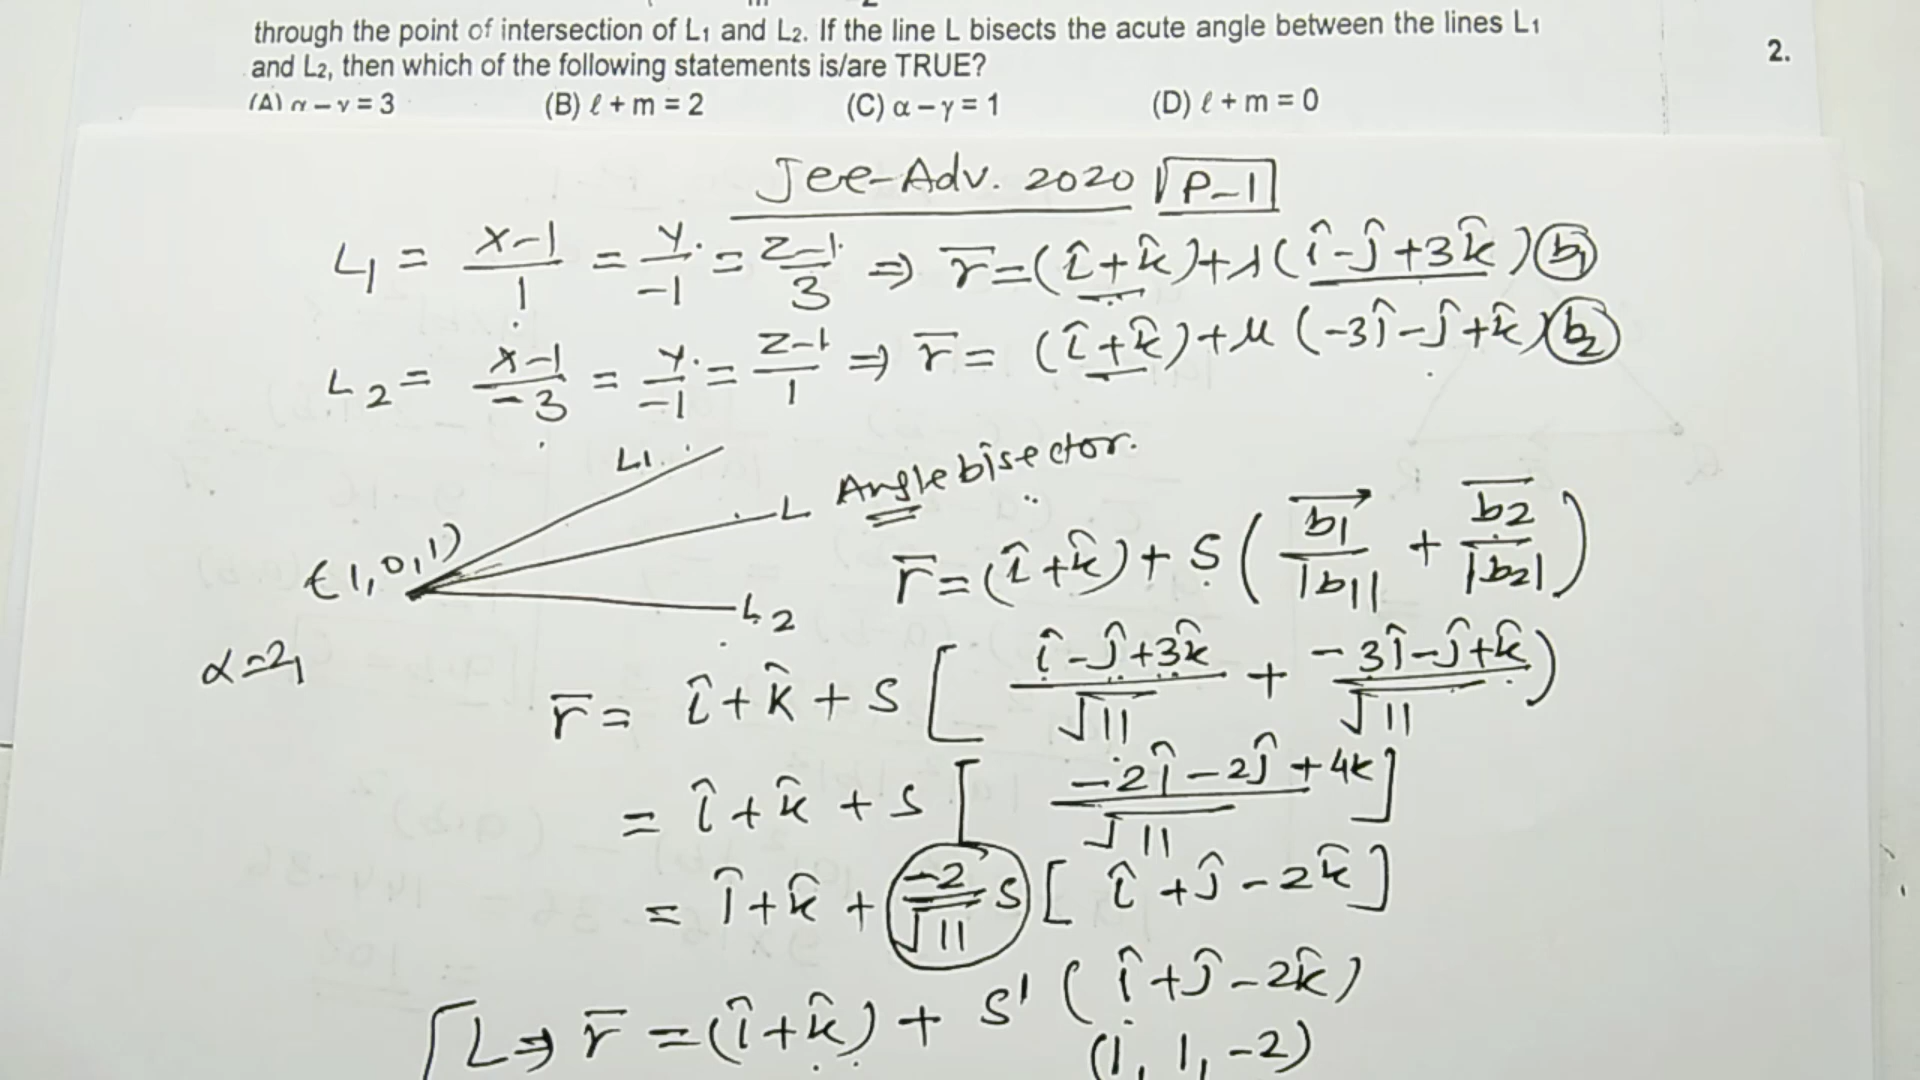 through the point of intersection of L₁ and L₂. If the line L bisects the acute angle between the lines L₁
and L₂, then which of the following statements is/are TRUE?
2.
(A) α – γ = 3 (B) ℓ + m = 2 (C) α – γ = 1 (D) ℓ + m = 0
Jee-Adv. 2020 P-1
L₁ = (x-1)/1 = y/-1 = (z-1)/3 ⇒ r̅ = (î+k̂)+λ(î-ĵ+3k̂) b₁
L₂ = (x-1)/-3 = y/-1 = (z-1)/1 ⇒ r̅ = (î+k̂)+μ(-3î-ĵ+k̂) b₂
L₁
L Angle bisector.
(1,0,1)
L₂
r̅ = (î+k̂)+ S( b₁/|b₁| + b₂/|b₂| )
α=2,
r̅ = î+k̂+S[ (î-ĵ+3k̂)/√11 + (-3î-ĵ+k̂)/√11 )
= î+k̂+S[ (-2î-2ĵ+4k)/√11 ]
= î+k̂+(-2/√11)S[ î+ĵ-2k̂ ]
L ⇒ r̅ = (î+k̂)+ S'( î+ĵ-2k̂ )
(1, 1, -2)